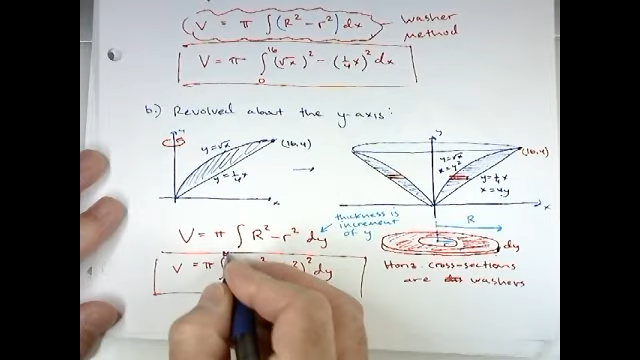 V = π ∫ (R² − r²) dx → Washer method
V = π ∫₀¹⁶ (√x)² − (¼x)² dx
b.) Revolved about the y-axis:
y y
y=√x (16,4) → y=√x x=y² (16,4)
y=¼x y=¼x x=4y
x x
V = π ∫ R² − r² dy thickness is increment of y
R
dy
V = π ²)² dy
Horiz. cross-sections
are washers